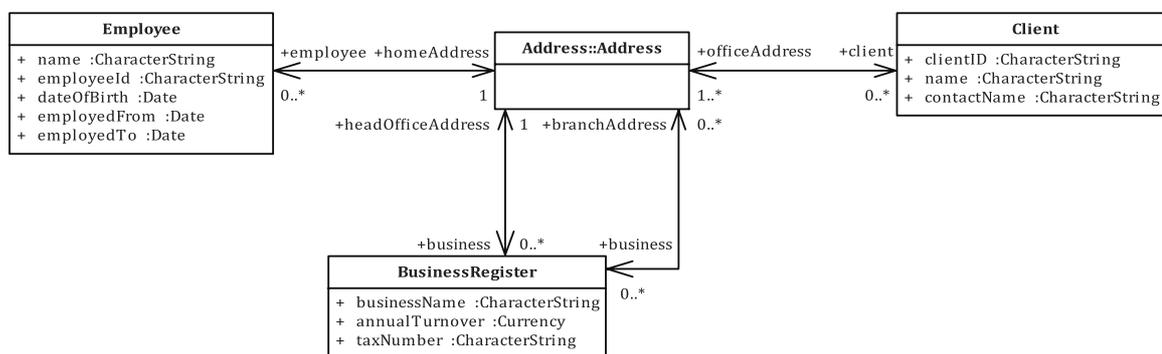 Employee
+ name :CharacterString
+ employeeId :CharacterString
+ dateOfBirth :Date
+ employedFrom :Date
+ employedTo :Date
+employee +homeAddress
0..* 1
Address::Address
+officeAddress +client
1..* 0..*
Client
+ clientID :CharacterString
+ name :CharacterString
+ contactName :CharacterString
+headOfficeAddress 1 +branchAddress 0..*
+business 0..* +business
0..*
BusinessRegister
+ businessName :CharacterString
+ annualTurnover :Currency
+ taxNumber :CharacterString